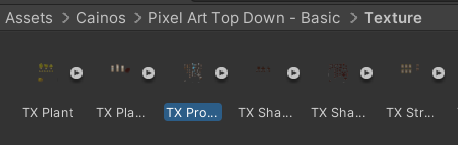 Assets > Cainos > Pixel Art Top Down - Basic > Texture
TX Plant TX Pla... TX Pro... TX Sha... TX Sha... TX Str...